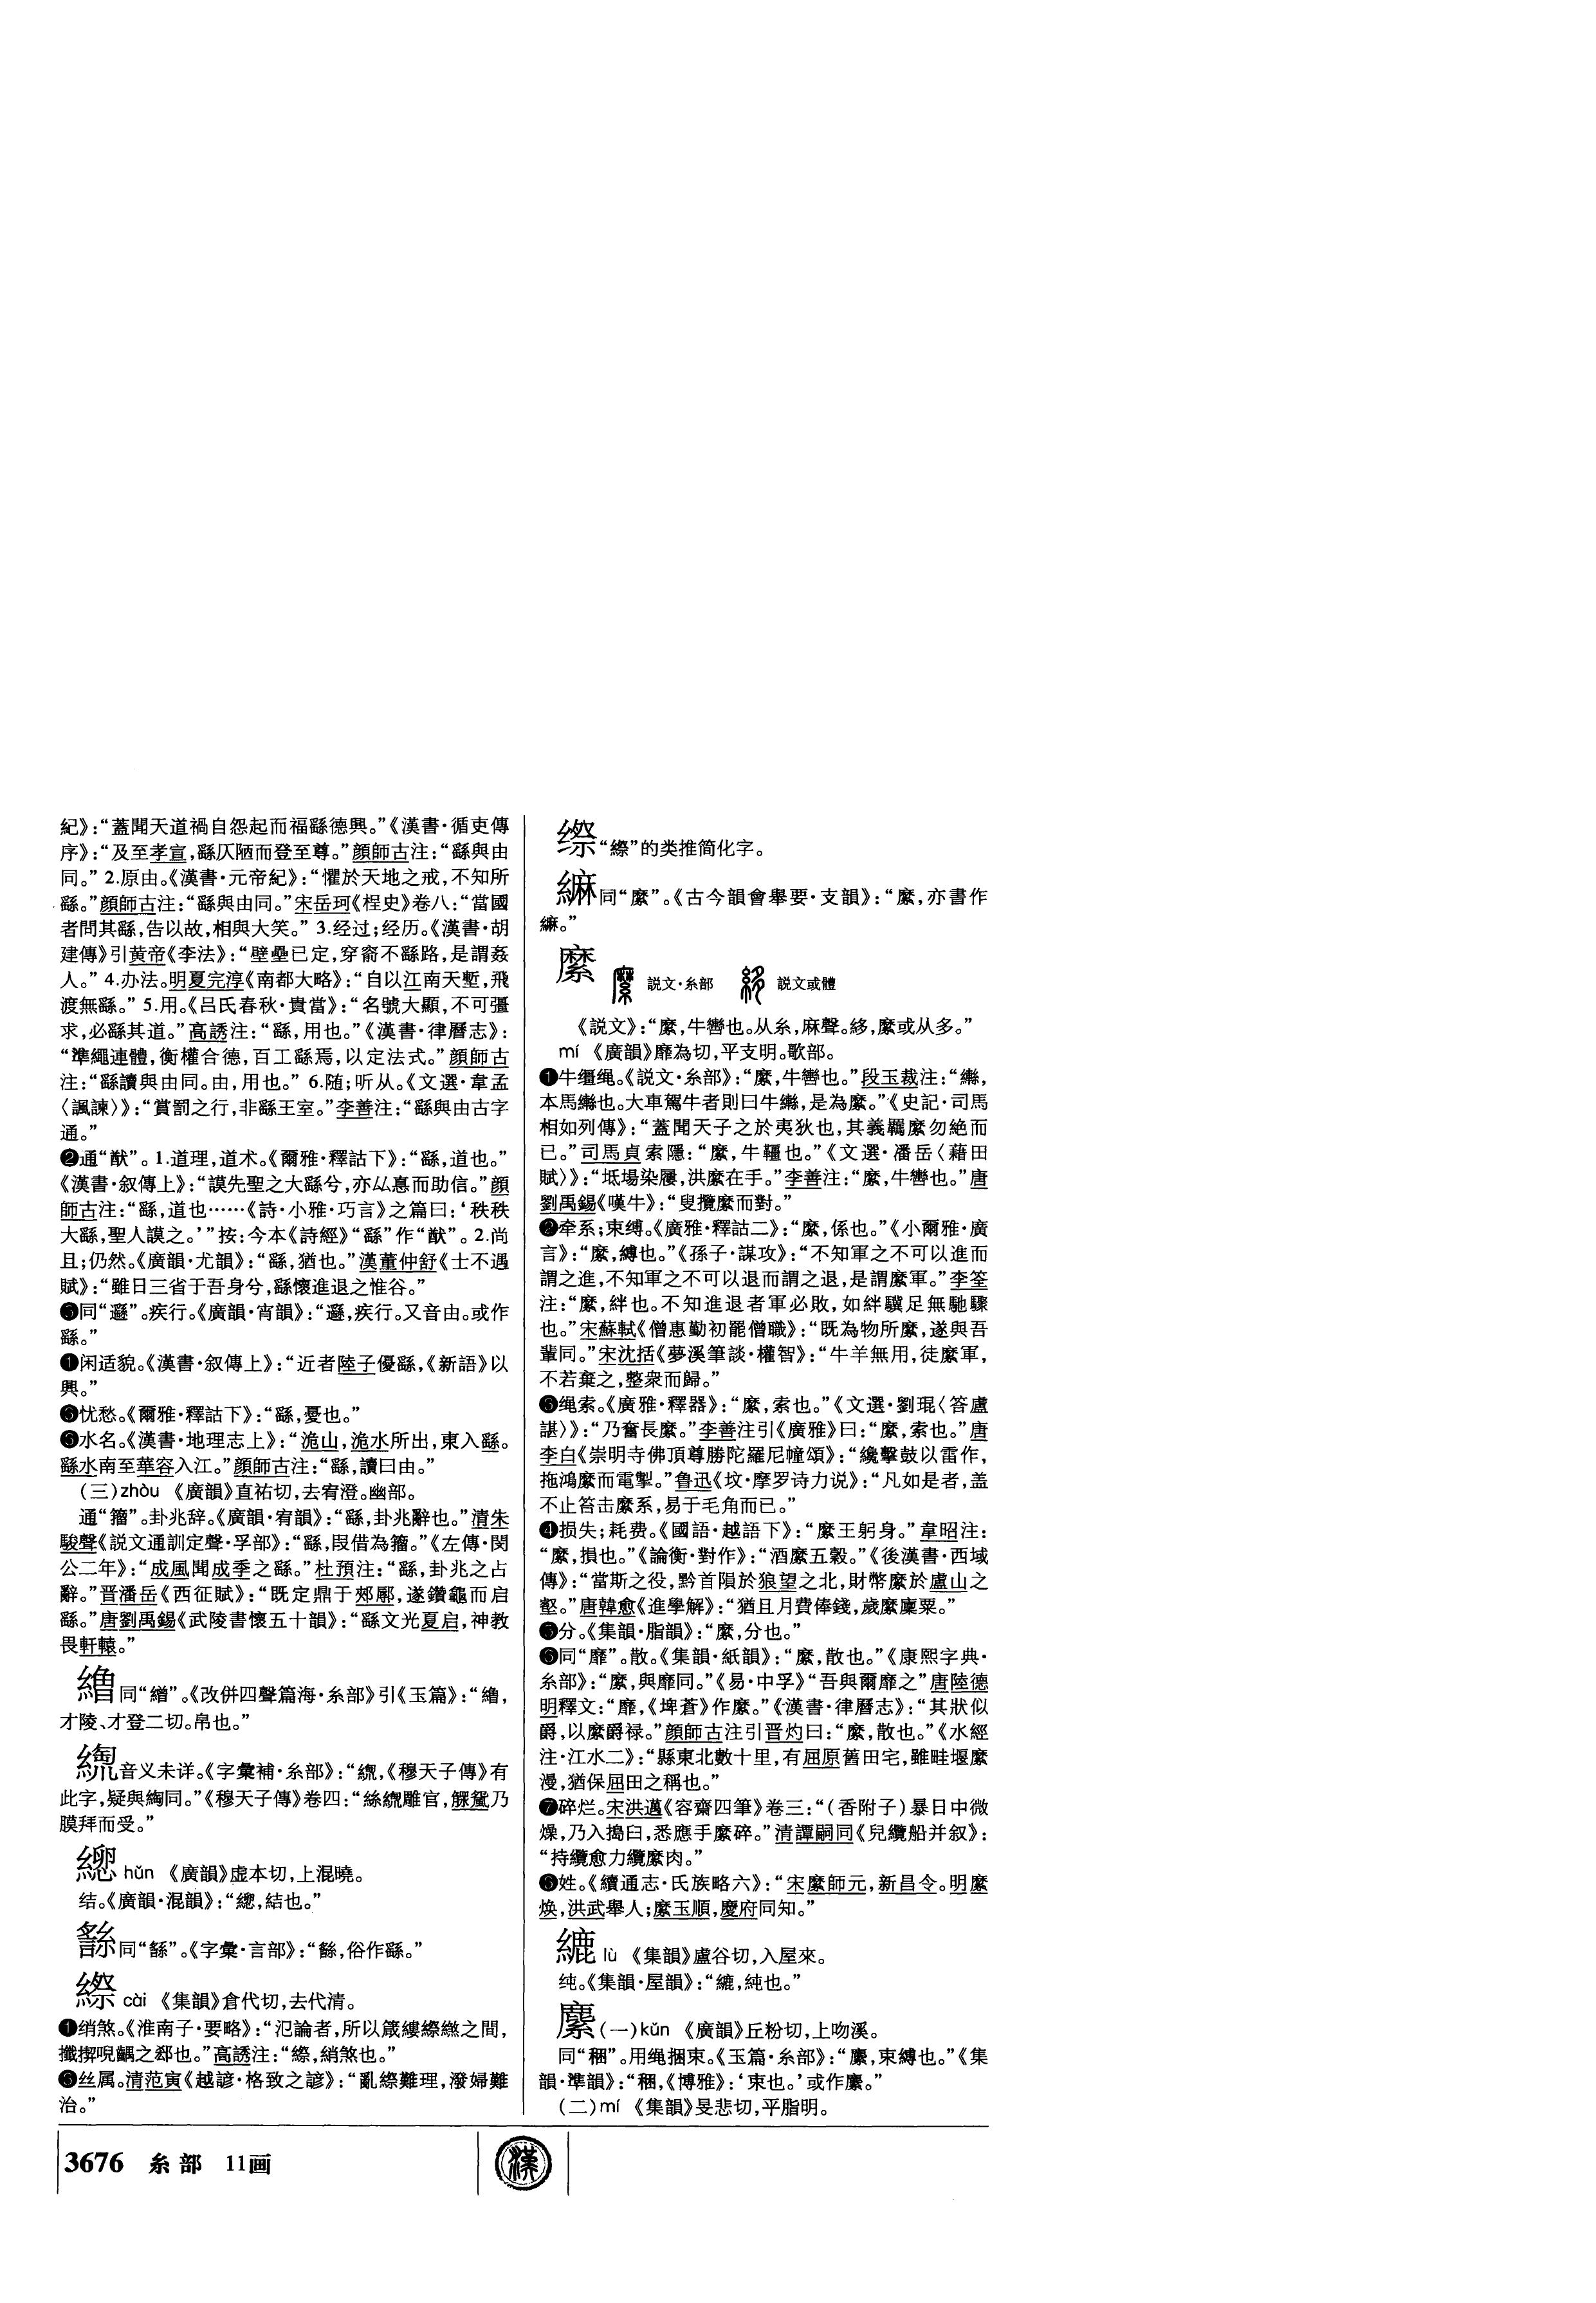 紀》：“蓋聞天道禍自怨起而福繇德興。”《漢書·循吏傳
序》：“及至孝宣，繇仄陋而登至尊。”顔師古注：“繇與由
同。” 2.原由。《漢書·元帝紀》：“懼於天地之戒，不知所
繇。”顔師古注：“繇與由同。”宋岳珂《桯史》卷八：“當國
者問其繇，告以故，相與大笑。” 3.经过；经历。《漢書·胡
建傳》引黄帝《李法》：“壁壘已定，穿窬不繇路，是謂姦
人。” 4.办法。明夏完淳《南都大略》：“自以江南天塹，飛
渡無繇。” 5.用。《吕氏春秋·貴當》：“名號大顯，不可彊
求，必繇其道。”高誘注：“繇，用也。”《漢書·律曆志》：
“準繩連體，衡權合德，百工繇焉，以定法式。”顔師古
注：“繇讀與由同。由，用也。” 6.随；听从。《文選·韋孟
〈諷諫〉》：“賞罰之行，非繇王室。”李善注：“繇與由古字
通。”
❷通“猷”。1.道理，道术。《爾雅·釋詁下》：“繇，道也。”
《漢書·叙傳上》：“謨先聖之大繇兮，亦厸惪而助信。”顔
師古注：“繇，道也……《詩·小雅·巧言》之篇曰：‘秩秩
大繇，聖人謨之。’”按：今本《詩經》“繇”作“猷”。2.尚
且；仍然。《廣韻·尤韻》：“繇，猶也。”漢董仲舒《士不遇
賦》：“雖日三省于吾身兮，繇懷進退之惟谷。”
❸同“邎”。疾行。《廣韻·宵韻》：“邎，疾行。又音由。或作
繇。”
❹闲适貌。《漢書·叙傳上》：“近者陸子優繇，《新語》以
興。”
❺忧愁。《爾雅·釋詁下》：“繇，憂也。”
❻水名。《漢書·地理志上》：“洈山，洈水所出，東入繇。
繇水南至華容入江。”顔師古注：“繇，讀曰由。”
（三）zhòu 《廣韻》直祐切，去宥澄。幽部。
通“籀”。卦兆辞。《廣韻·宥韻》：“繇，卦兆辭也。”清朱
駿聲《説文通訓定聲·孚部》：“繇，叚借為籀。”《左傳·閔
公二年》：“成風聞成季之繇。”杜預注：“繇，卦兆之占
辭。”晋潘岳《西征賦》：“既定鼎于郟鄏，遂鑽龜而启
繇。”唐劉禹錫《武陵書懷五十韻》：“繇文光夏启，神教
畏軒轅。”
同“繒”。《改併四聲篇海·糸部》引《玉篇》：“，
才陵、才登二切。帛也。”
音义未详。《字彙補·糸部》：“，《穆天子傳》有
此字，疑與綯同。”《穆天子傳》卷四：“絲雕官，乃
膜拜而受。”
繱 hǔn 《廣韻》虚本切，上混曉。
结。《廣韻·混韻》：“，結也。”
同“繇”。《字彙·言部》：“，俗作繇。”
縩 cài 《集韻》倉代切，去代清。
❶绡煞。《淮南子·要略》：“氾論者，所以箴縷縩繺之間，
攕揳唲齵之郄也。”高誘注：“縩，綃煞也。”
❷丝属。清范寅《越諺·格致之諺》：“亂縩難理，潑婦難
治。”
“縩”的类推简化字。
同“縻”。《古今韻會舉要·支韻》：“縻，亦書作
。”
縻 説文·糸部 説文或體
《説文》：“縻，牛轡也。从糸，麻聲。絼，縻或从多。”
mí 《廣韻》靡為切，平支明。歌部。
❶牛缰绳。《説文·糸部》：“縻，牛轡也。”段玉裁注：“，
本馬也。大車駕牛者則曰牛，是為縻。”《史記·司馬
相如列傳》：“蓋聞天子之於夷狄也，其義羈縻勿絶而
已。”司馬貞索隱：“縻，牛韁也。”《文選·潘岳〈藉田
賦〉》：“坻場染屨，洪縻在手。”李善注：“縻，牛轡也。”唐
劉禹錫《嘆牛》：“叟攬縻而對。”
❷牵系；束缚。《廣雅·釋詁二》：“縻，係也。”《小爾雅·廣
言》：“縻，縛也。”《孫子·謀攻》：“不知軍之不可以進而
謂之進，不知軍之不可以退而謂之退，是謂縻軍。”李筌
注：“縻，絆也。不知進退者軍必敗，如絆驥足無馳驟
也。”宋蘇軾《僧惠勤初罷僧職》：“既為物所縻，遂與吾
輩同。”宋沈括《夢溪筆談·權智》：“牛羊無用，徒縻軍，
不若棄之，整衆而歸。”
❸绳索。《廣雅·釋器》：“縻，索也。”《文選·劉琨〈答盧
諶〉》：“乃奮長縻。”李善注引《廣雅》曰：“縻，索也。”唐
李白《崇明寺佛頂尊勝陀羅尼幢頌》：“纔擊鼓以雷作，
拖鴻縻而電掣。”鲁迅《坟·摩罗诗力说》：“凡如是者，盖
不止笞击縻系，易于毛角而已。”
❹损失；耗费。《國語·越語下》：“縻王躬身。”韋昭注：
“縻，損也。”《論衡·對作》：“酒縻五穀。”《後漢書·西域
傳》：“當斯之役，黔首隕於狼望之北，財幣縻於盧山之
壑。”唐韓愈《進學解》：“猶且月費俸錢，歲縻廩粟。”
❺分。《集韻·脂韻》：“縻，分也。”
❻同“靡”。散。《集韻·紙韻》：“縻，散也。”《康熙字典·
糸部》：“縻，與靡同。”《易·中孚》“吾與爾靡之”唐陸德
明釋文：“靡，《埤蒼》作縻。”《漢書·律曆志》：“其狀似
爵，以縻爵禄。”顔師古注引晋灼曰：“縻，散也。”《水經
注·江水二》：“縣東北數十里，有屈原舊田宅，雖畦堰縻
漫，猶保屈田之稱也。”
❼碎烂。宋洪邁《容齋四筆》卷三：“（香附子）暴日中微
燥，乃入搗臼，悉應手縻碎。”清譚嗣同《兒纜船并叙》：
“持纜愈力纜縻肉。”
❽姓。《續通志·氏族略六》：“宋縻師元，新昌令。明縻
焕，洪武舉人；縻玉順，慶府同知。”
lù 《集韻》盧谷切，入屋來。
纯。《集韻·屋韻》：“，純也。”
（一）kǔn 《廣韻》丘粉切，上吻溪。
同“稛”。用绳捆束。《玉篇·糸部》：“，束縛也。”《集
韻·準韻》：“稛，《博雅》：‘束也。’或作。”
（二）mí 《集韻》旻悲切，平脂明。
3676 糸部 11画
漢